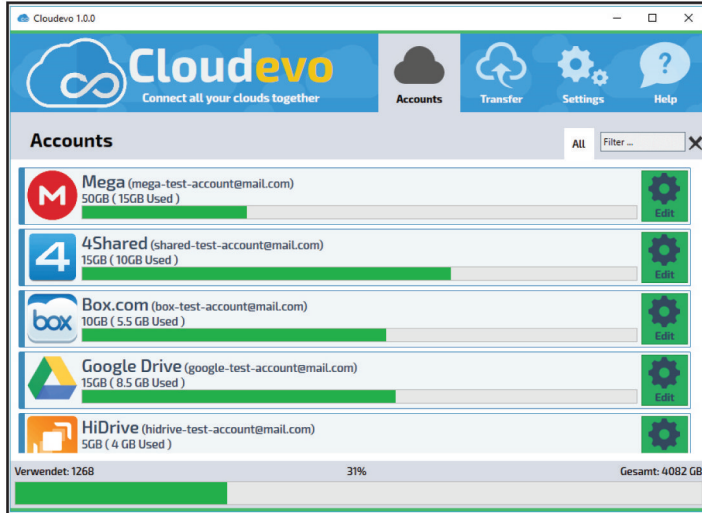 Cloudevo 1.0.0
Cloudevo
Connect all your clouds together
Accounts
Transfer
Settings
?
Help
Accounts
All
Filter ...
M
Mega (mega-test-account@mail.com)
50GB ( 15GB Used )
Edit
4
4Shared (shared-test-account@mail.com)
15GB ( 10GB Used )
Edit
box
Box.com (box-test-account@mail.com)
10GB ( 5.5 GB Used )
Edit
Google Drive (google-test-account@mail.com)
15GB ( 8.5 GB Used )
Edit
HiDrive (hidrive-test-account@mail.com)
5GB ( 4 GB Used )
Verwendet: 1268
31%
Gesamt: 4082 GB